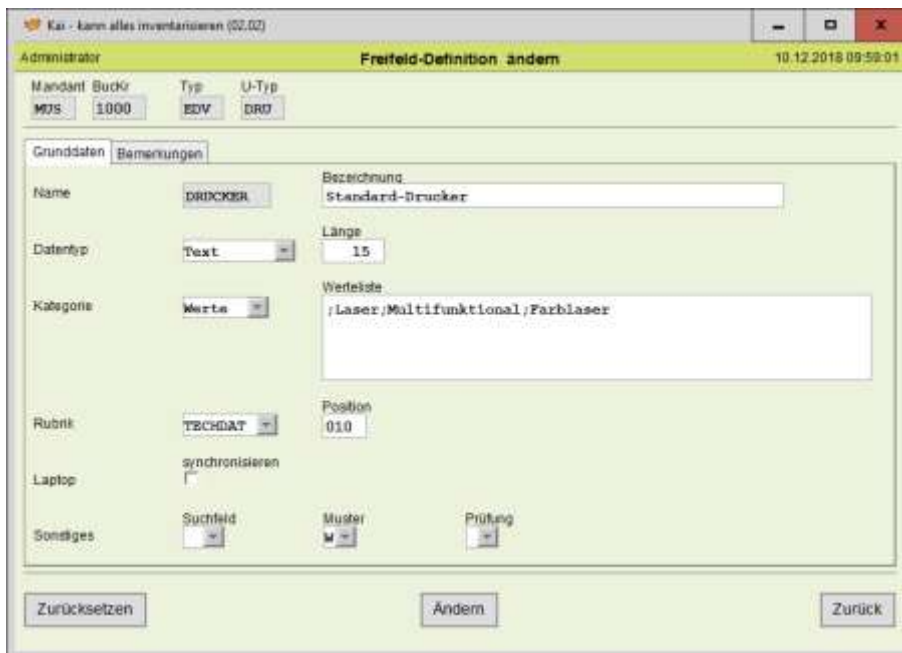 Kai - kann alles inventarisieren (02.02)
Administrator Freifeld-Definition ändern 10.12.2018 09:59:01
Mandant BucKr Typ U-Typ
MUS 1000 EDV DRU
Grunddaten Bemerkungen
Bezeichnung
Name DRUCKER Standard-Drucker
Länge
Datentyp Text 15
Werteliste
Kategorie Werte ;Laser;Multifunktional;Farblaser
Position
Rubrik TECHDAT 010
synchronisieren
Laptop
Suchfeld Muster Prüfung
Sonstiges W
Zurücksetzen Ändern Zurück